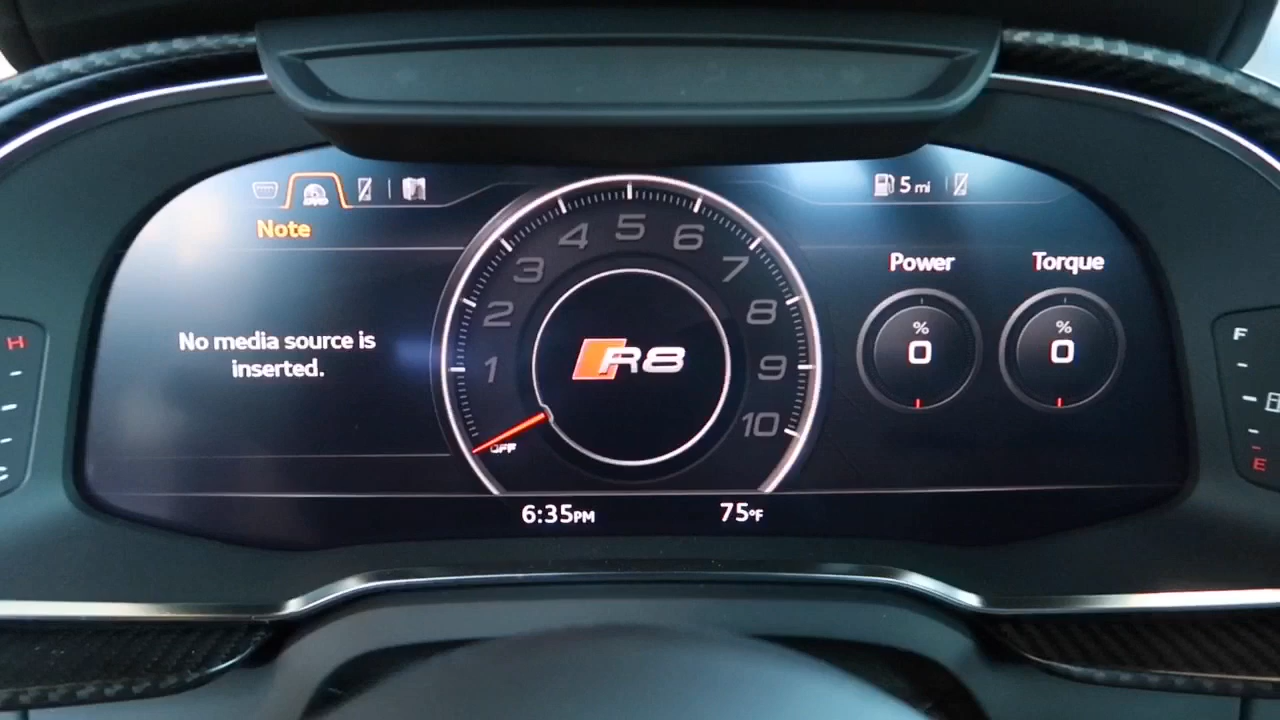 5 mi
Note
Power
Torque
No media source is
inserted.
1
2
3
4
5
6
7
8
9
10
OFF
R8
%
0
%
0
H
F
E
6:35PM
75°F